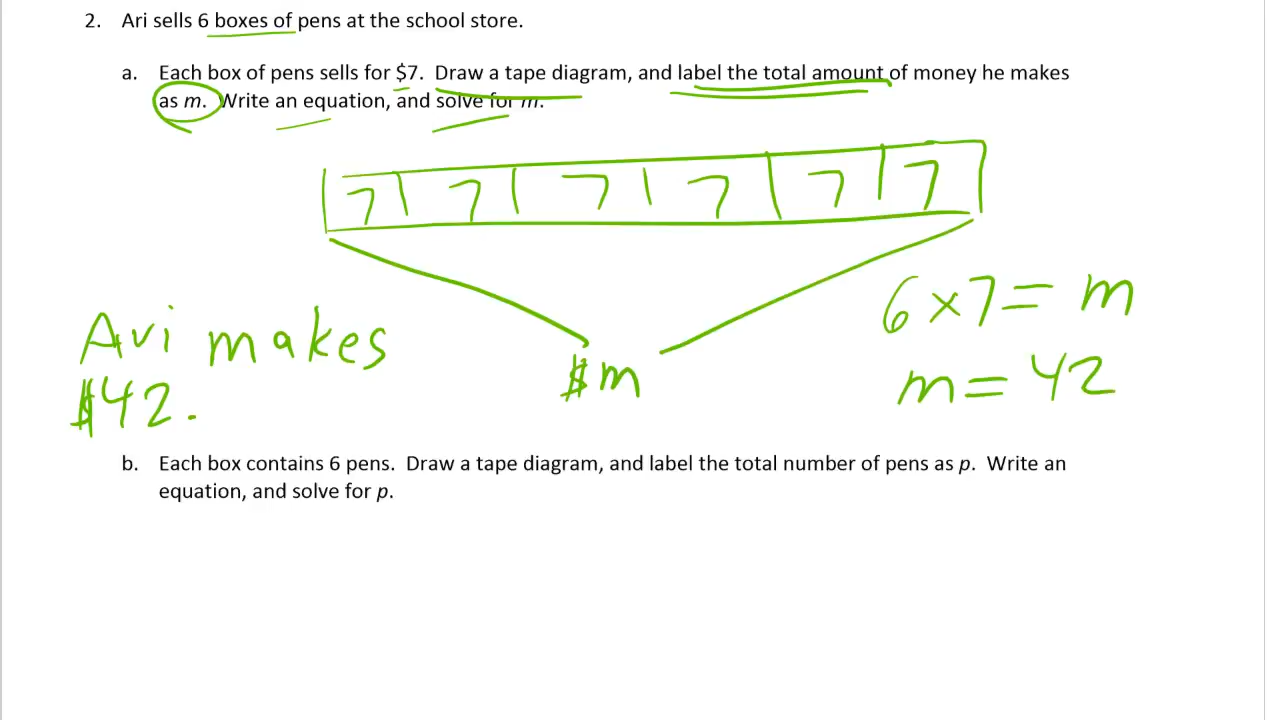 2. Ari sells 6 boxes of pens at the school store.
a. Each box of pens sells for $7. Draw a tape diagram, and label the total amount of money he makes
as m. Write an equation, and solve for m.
7 7 7 7 7 7
6 x 7 = m
Avi makes
$m
m = 42
$42.
b. Each box contains 6 pens. Draw a tape diagram, and label the total number of pens as p. Write an
equation, and solve for p.